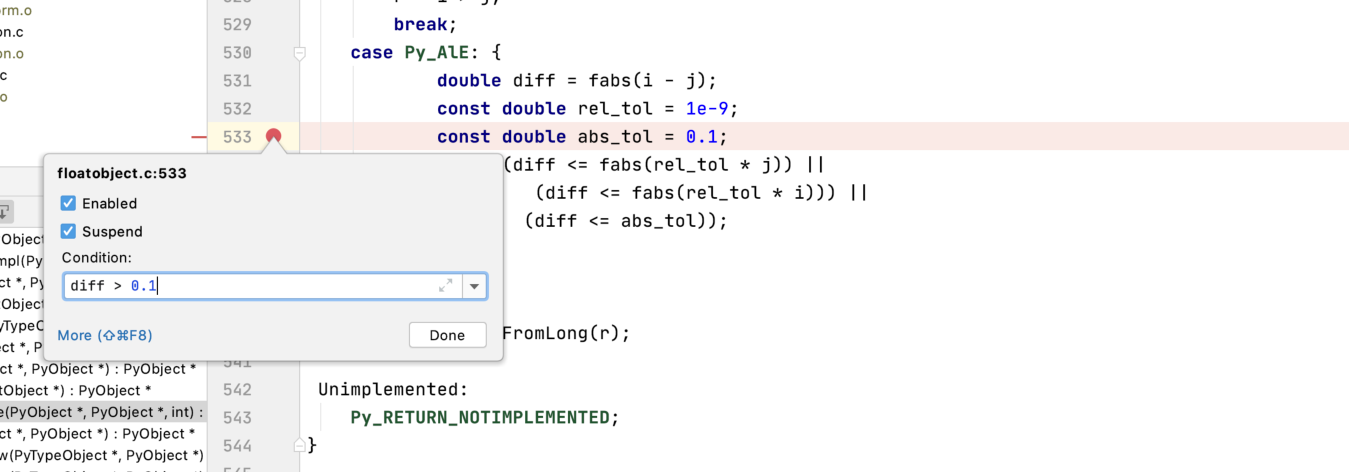 rm.o
on.c
on.o
c
o
529 break;
530 case Py_AlE: {
531 double diff = fabs(i - j);
532 const double rel_tol = 1e-9;
533 const double abs_tol = 0.1;
(diff <= fabs(rel_tol * j)) ||
(diff <= fabs(rel_tol * i))) ||
(diff <= abs_tol));
floatobject.c:533
Enabled
Suspend
Condition:
diff > 0.1
More (⇧⌘F8)
Done
Object
mpl(Py
ct *, Py
tObject
yTypeO
ect *, P
FromLong(r);
541
ct *, PyObject *) : PyObject *
tObject *) : PyObject *
e(PyObject *, PyObject *, int) :
ct *, PyObject *) : PyObject *
w(PyTypeObject *, PyObject *)
542 Unimplemented:
543 Py_RETURN_NOTIMPLEMENTED;
544 }